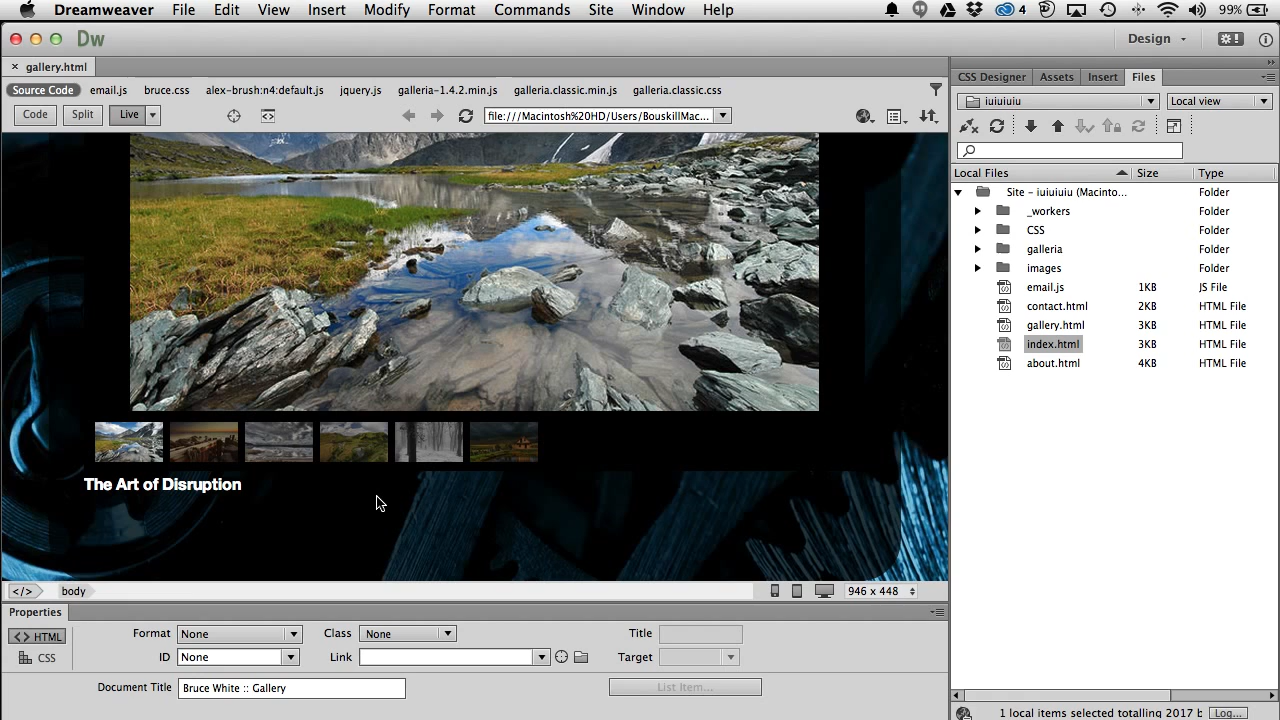 Dreamweaver File Edit View Insert Modify Format Commands Site Window Help 4 99%
Dw Design
× gallery.html CSS Designer Assets Insert Files
Source Code email.js bruce.css alex-brush:n4:default.js jquery.js galleria-1.4.2.min.js galleria.classic.min.js galleria.classic.css
iuiuiuiu Local view
Code Split Live file:///Macintosh%20HD/Users/BouskillMac...
Local Files Size Type
Site – iuiuiuiu (Macinto... Folder
_workers Folder
CSS Folder
galleria Folder
images Folder
email.js 1KB JS File
contact.html 2KB HTML File
gallery.html 3KB HTML File
index.html 3KB HTML File
about.html 4KB HTML File
The Art of Disruption
</> body 946 x 448
Properties
<> HTML Format None Class None Title
CSS ID None Link Target
Document Title Bruce White :: Gallery List Item...
1 local items selected totalling 2017 b Log...